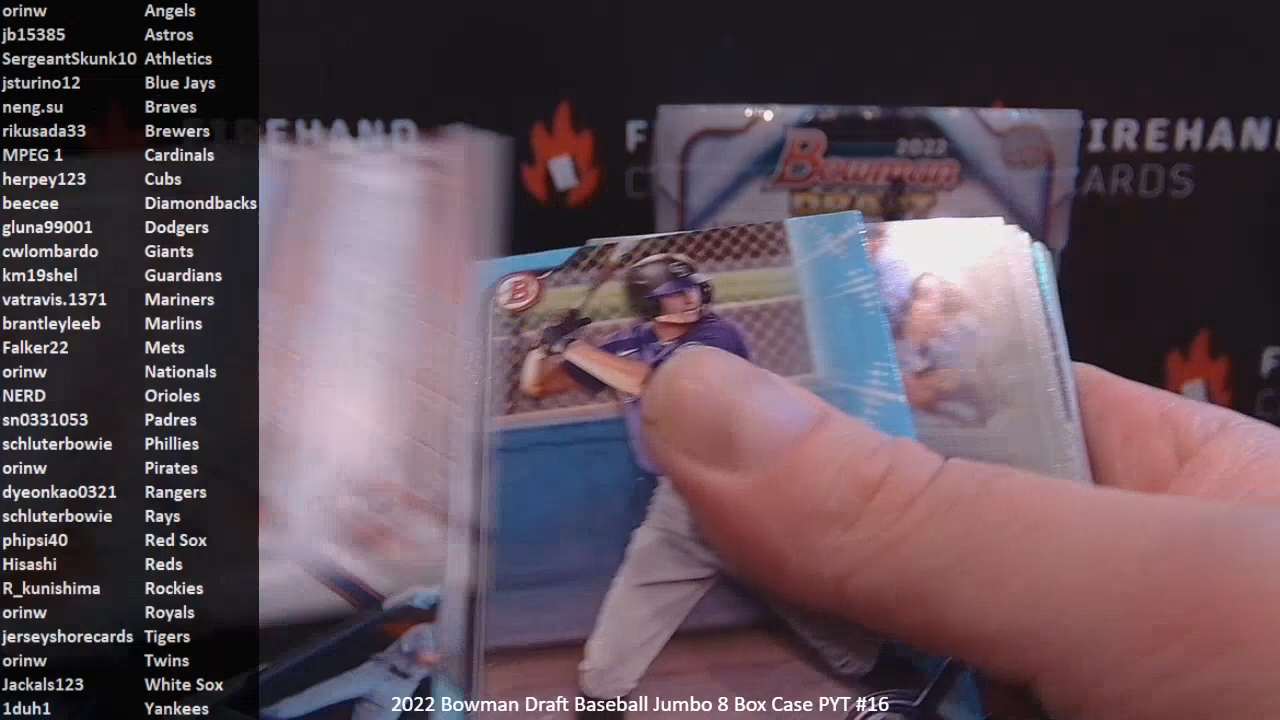 orinw Angels
jb15385 Astros
SergeantSkunk10 Athletics
jsturino12 Blue Jays
neng.su Braves
rikusada33 Brewers
MPEG 1 Cardinals
herpey123 Cubs
beecee Diamondbacks
gluna99001 Dodgers
cwlombardo Giants
km19shel Guardians
vatravis.1371 Mariners
brantleyleeb Marlins
Falker22 Mets
orinw Nationals
NERD Orioles
sn0331053 Padres
schluterbowie Phillies
orinw Pirates
dyeonkao0321 Rangers
schluterbowie Rays
phipsi40 Red Sox
Hisashi Reds
R_kunishima Rockies
orinw Royals
jerseyshorecards Tigers
orinw Twins
Jackals123 White Sox
1duh1 Yankees
FIREHAND
F
C
IREHAN
ARDS
2022
Bowman
DRAFT
B
F
C
2022 Bowman Draft Baseball Jumbo 8 Box Case PYT #16